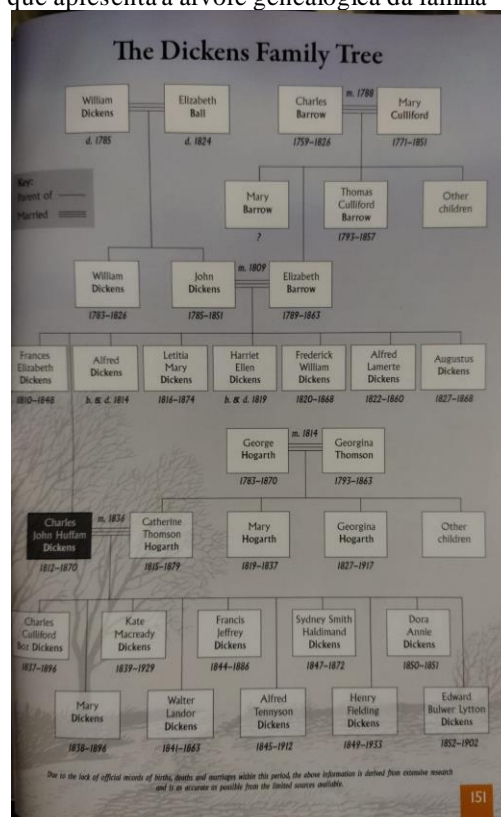 que apresenta a árvore genealógica da família
The Dickens Family Tree
William
Dickens
d. 1785
Elizabeth
Ball
d. 1824
Charles
Barrow
1759–1826
m. 1788
Mary
Culliford
1771–1851
Key:
Parent of
Married
Mary
Barrow
?
Thomas
Culliford
Barrow
1793–1857
Other
children
William
Dickens
1783–1826
John
Dickens
1785–1851
m. 1809
Elizabeth
Barrow
1789–1863
Frances
Elizabeth
Dickens
1810–1848
Alfred
Dickens
b. & d. 1814
Letitia
Mary
Dickens
1816–1874
Harriet
Ellen
Dickens
b. & d. 1819
Frederick
William
Dickens
1820–1868
Alfred
Lamerte
Dickens
1822–1860
Augustus
Dickens
1827–1868
George
Hogarth
1783–1870
m. 1814
Georgina
Thomson
1793–1863
Charles
John Huffam
Dickens
1812–1870
m. 1836
Catherine
Thomson
Hogarth
1815–1879
Mary
Hogarth
1819–1837
Georgina
Hogarth
1827–1917
Other
children
Charles
Culliford
Boz Dickens
1837–1896
Kate
Macready
Dickens
1839–1929
Francis
Jeffrey
Dickens
1844–1886
Sydney Smith
Haldimand
Dickens
1847–1872
Dora
Annie
Dickens
1850–1851
Mary
Dickens
1838–1896
Walter
Landor
Dickens
1841–1863
Alfred
Tennyson
Dickens
1845–1912
Henry
Fielding
Dickens
1849–1933
Edward
Bulwer Lytton
Dickens
1852–1902
Due to the lack of official records of births, deaths and marriages within this period, the above information is derived from extensive research
and is as accurate as possible from the limited sources available.
151